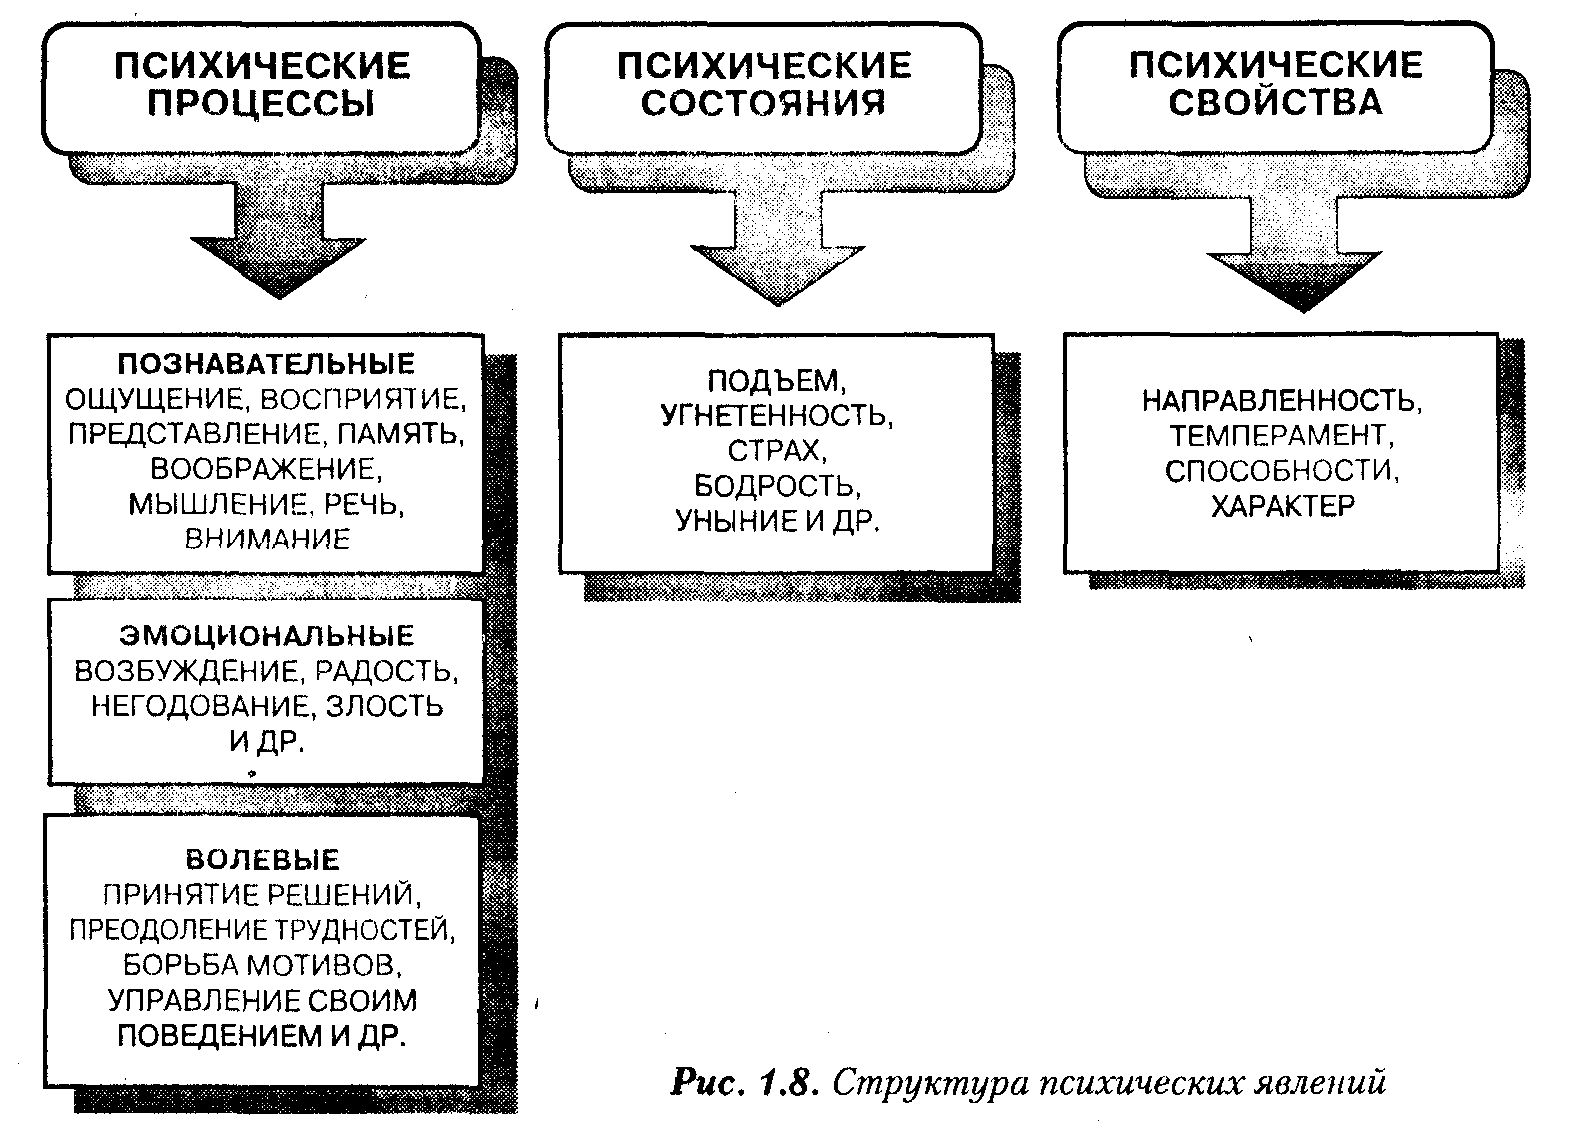 ПСИХИЧЕСКИЕ
ПРОЦЕССЫ
ПОЗНАВАТЕЛЬНЫЕ
ОЩУЩЕНИЕ, ВОСПРИЯТИЕ,
ПРЕДСТАВЛЕНИЕ, ПАМЯТЬ,
ВООБРАЖЕНИЕ,
МЫШЛЕНИЕ, РЕЧЬ,
ВНИМАНИЕ
ЭМОЦИОНАЛЬНЫЕ
ВОЗБУЖДЕНИЕ, РАДОСТЬ,
НЕГОДОВАНИЕ, ЗЛОСТЬ
И ДР.
ВОЛЕВЫЕ
ПРИНЯТИЕ РЕШЕНИЙ,
ПРЕОДОЛЕНИЕ ТРУДНОСТЕЙ,
БОРЬБА МОТИВОВ,
УПРАВЛЕНИЕ СВОИМ
ПОВЕДЕНИЕМ И ДР.
ПСИХИЧЕСКИЕ
СОСТОЯНИЯ
ПОДЪЕМ,
УГНЕТЕННОСТЬ,
СТРАХ,
БОДРОСТЬ,
УНЫНИЕ И ДР.
ПСИХИЧЕСКИЕ
СВОЙСТВА
НАПРАВЛЕННОСТЬ,
ТЕМПЕРАМЕНТ,
СПОСОБНОСТИ,
ХАРАКТЕР
Рис. 1.8. Структура психических явлений